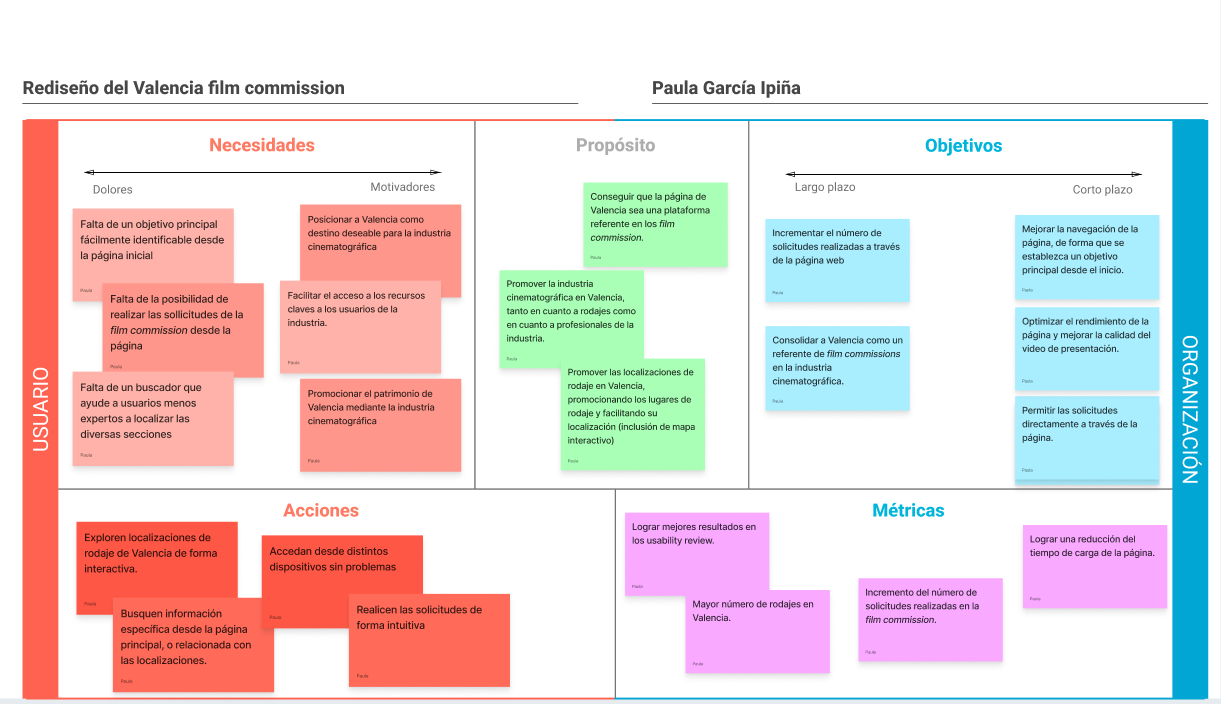 Rediseño del Valencia film commission
Paula García Ipiña
USUARIO
Necesidades
Dolores
Motivadores
Falta de un objetivo principal
fácilmente identificable desde
la página inicial
Paula
Falta de la posibilidad de
realizar las sollicitudes de la
film commission desde la
página
Paula
Falta de un buscador que
ayude a usuarios menos
expertos a localizar las
diversas secciones
Paula
Posicionar a Valencia como
destino deseable para la industria
cinematográfica
Facilitar el acceso a los recursos
claves a los usuarios de la
industria.
Paula
Promocionar el patrimonio de
Valencia mediante la industria
cinematográfica
Paula
Propósito
Conseguir que la página de
Valencia sea una plataforma
referente en los film
commission.
Paula
Promover la industria
cinematográfica en Valencia,
tanto en cuanto a rodajes como
en cuanto a profesionales de la
industria.
Paula
Promover las localizaciones de
rodaje en Valencia,
promocionando los lugares de
rodaje y facilitando su
localización (inclusión de mapa
interactivo)
Paula
Objetivos
Largo plazo
Corto plazo
Incrementar el número de
solicitudes realizadas a través
de la página web
Paula
Consolidar a Valencia como un
referente de film commissions
en la industria
cinematográfica.
Paula
Mejorar la navegación de la
página, de forma que se
establezca un objetivo
principal desde el inicio.
Paula
Optimizar el rendimiento de la
página y mejorar la calidad del
video de presentación.
Paula
Permitir las solicitudes
directamente a través de la
página.
Paula
ORGANIZACIÓN
Acciones
Exploren localizaciones de
rodaje de Valencia de forma
interactiva.
Paula
Busquen información
específica desde la página
principal, o relacionada con
las localizaciones.
Paula
Accedan desde distintos
dispositivos sin problemas
Paula
Realicen las solicitudes de
forma intuitiva
Paula
Métricas
Lograr mejores resultados en
los usability review.
Paula
Mayor número de rodajes en
Valencia.
Paula
Incremento del número de
solicitudes realizadas en la
film commission.
Paula
Lograr una reducción del
tiempo de carga de la página.
Paula